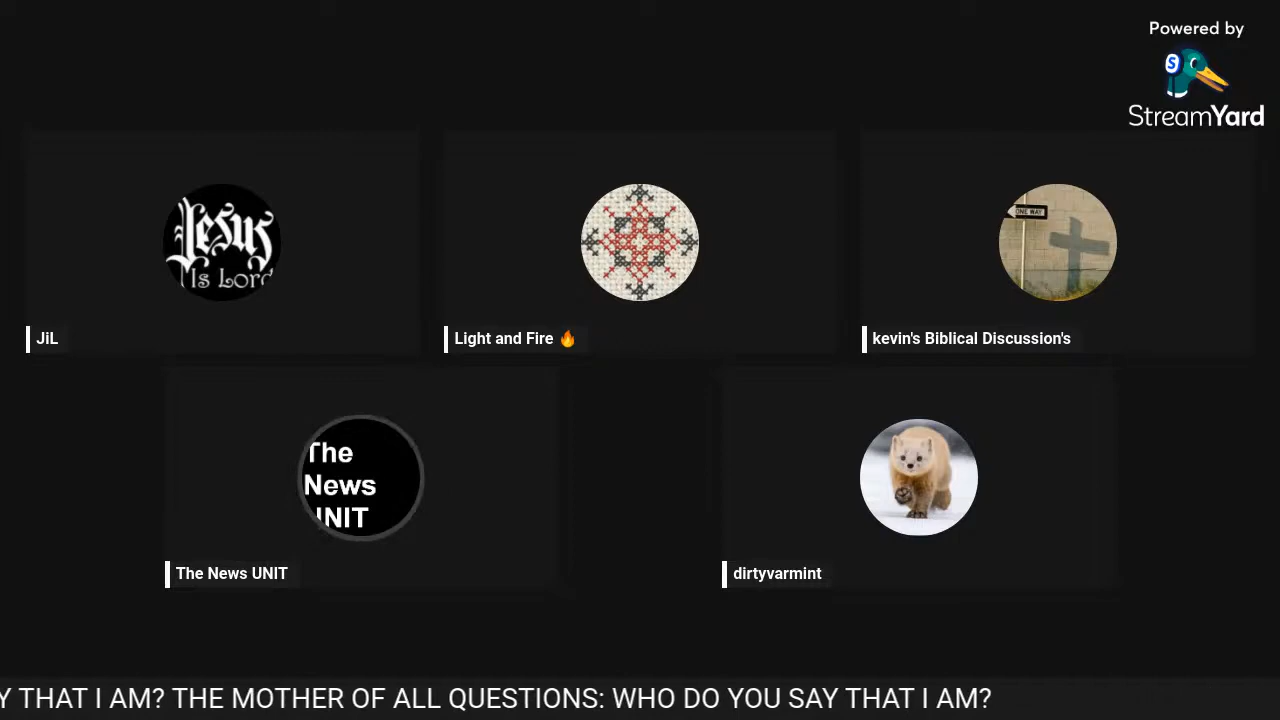 Powered by
S
StreamYard
Jesus
Is Lord
ONE WAY
JiL
Light and Fire 🔥
kevin's Biblical Discussion's
The
News
UNIT
The News UNIT
dirtyvarmint
Y THAT I AM? THE MOTHER OF ALL QUESTIONS: WHO DO YOU SAY THAT I AM?